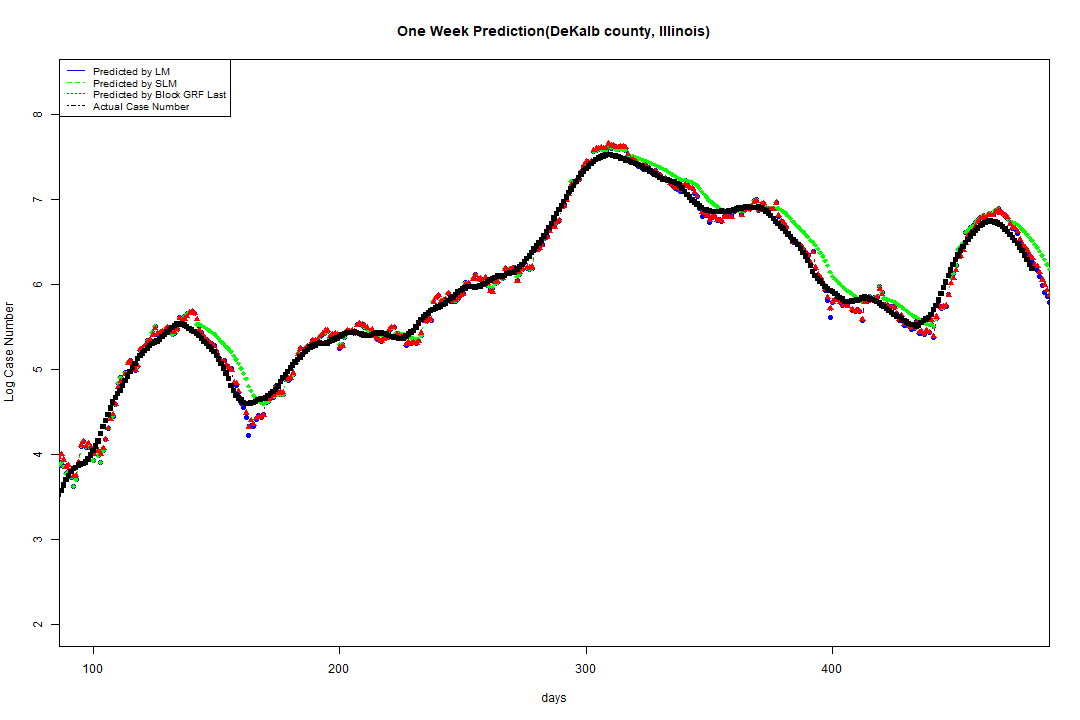 One Week Prediction(DeKalb county, Illinois)
Predicted by LM
Predicted by SLM
Predicted by Block GRF Last
Actual Case Number
8
7
6
5
4
3
2
Log Case Number
100 200 300 400
days